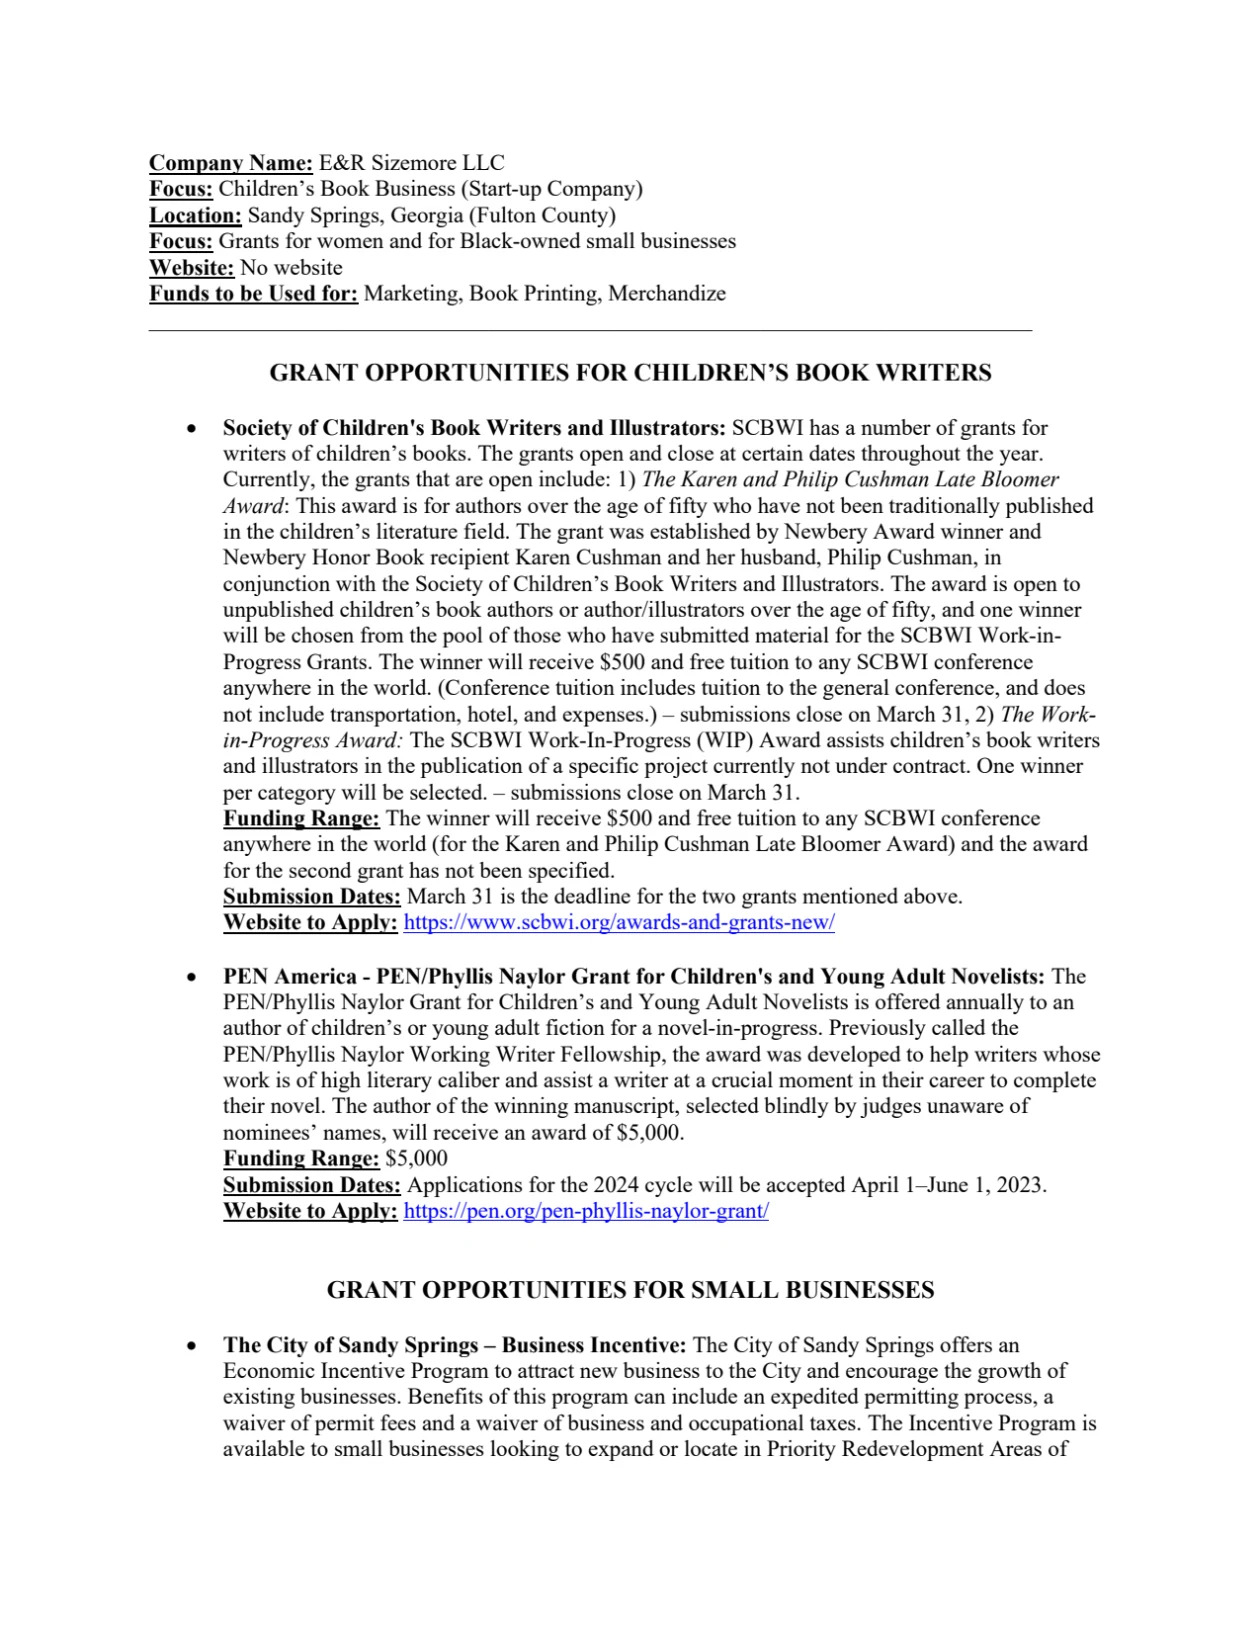 Company Name: E&R Sizemore LLC
Focus: Children’s Book Business (Start-up Company)
Location: Sandy Springs, Georgia (Fulton County)
Focus: Grants for women and for Black-owned small businesses
Website: No website
Funds to be Used for: Marketing, Book Printing, Merchandize
GRANT OPPORTUNITIES FOR CHILDREN’S BOOK WRITERS
• Society of Children's Book Writers and Illustrators: SCBWI has a number of grants for
writers of children’s books. The grants open and close at certain dates throughout the year.
Currently, the grants that are open include: 1) The Karen and Philip Cushman Late Bloomer
Award: This award is for authors over the age of fifty who have not been traditionally published
in the children’s literature field. The grant was established by Newbery Award winner and
Newbery Honor Book recipient Karen Cushman and her husband, Philip Cushman, in
conjunction with the Society of Children’s Book Writers and Illustrators. The award is open to
unpublished children’s book authors or author/illustrators over the age of fifty, and one winner
will be chosen from the pool of those who have submitted material for the SCBWI Work-in-
Progress Grants. The winner will receive $500 and free tuition to any SCBWI conference
anywhere in the world. (Conference tuition includes tuition to the general conference, and does
not include transportation, hotel, and expenses.) – submissions close on March 31, 2) The Work-
in-Progress Award: The SCBWI Work-In-Progress (WIP) Award assists children’s book writers
and illustrators in the publication of a specific project currently not under contract. One winner
per category will be selected. – submissions close on March 31.
Funding Range: The winner will receive $500 and free tuition to any SCBWI conference
anywhere in the world (for the Karen and Philip Cushman Late Bloomer Award) and the award
for the second grant has not been specified.
Submission Dates: March 31 is the deadline for the two grants mentioned above.
Website to Apply: https://www.scbwi.org/awards-and-grants-new/
• PEN America - PEN/Phyllis Naylor Grant for Children's and Young Adult Novelists: The
PEN/Phyllis Naylor Grant for Children’s and Young Adult Novelists is offered annually to an
author of children’s or young adult fiction for a novel-in-progress. Previously called the
PEN/Phyllis Naylor Working Writer Fellowship, the award was developed to help writers whose
work is of high literary caliber and assist a writer at a crucial moment in their career to complete
their novel. The author of the winning manuscript, selected blindly by judges unaware of
nominees’ names, will receive an award of $5,000.
Funding Range: $5,000
Submission Dates: Applications for the 2024 cycle will be accepted April 1–June 1, 2023.
Website to Apply: https://pen.org/pen-phyllis-naylor-grant/
GRANT OPPORTUNITIES FOR SMALL BUSINESSES
• The City of Sandy Springs – Business Incentive: The City of Sandy Springs offers an
Economic Incentive Program to attract new business to the City and encourage the growth of
existing businesses. Benefits of this program can include an expedited permitting process, a
waiver of permit fees and a waiver of business and occupational taxes. The Incentive Program is
available to small businesses looking to expand or locate in Priority Redevelopment Areas of